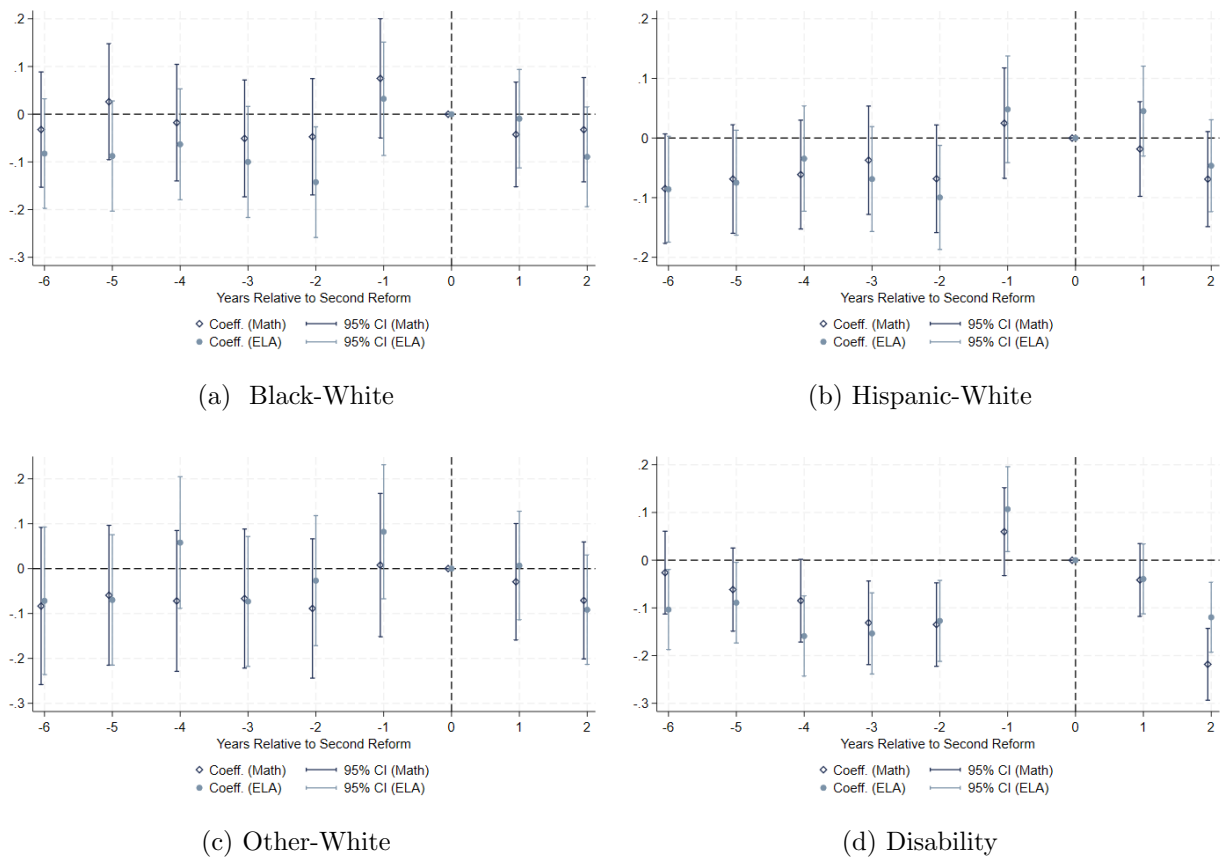 .2
.1
0
-.1
-.2
-.3
-6 -5 -4 -3 -2 -1 0 1 2
Years Relative to Second Reform
Coeff. (Math) 95% CI (Math)
Coeff. (ELA) 95% CI (ELA)
(a) Black-White
.2
.1
0
-.1
-.2
-6 -5 -4 -3 -2 -1 0 1 2
Years Relative to Second Reform
Coeff. (Math) 95% CI (Math)
Coeff. (ELA) 95% CI (ELA)
(b) Hispanic-White
.2
.1
0
-.1
-.2
-.3
-6 -5 -4 -3 -2 -1 0 1 2
Years Relative to Second Reform
Coeff. (Math) 95% CI (Math)
Coeff. (ELA) 95% CI (ELA)
(c) Other-White
.2
.1
0
-.1
-.2
-.3
-6 -5 -4 -3 -2 -1 0 1 2
Years Relative to Second Reform
Coeff. (Math) 95% CI (Math)
Coeff. (ELA) 95% CI (ELA)
(d) Disability